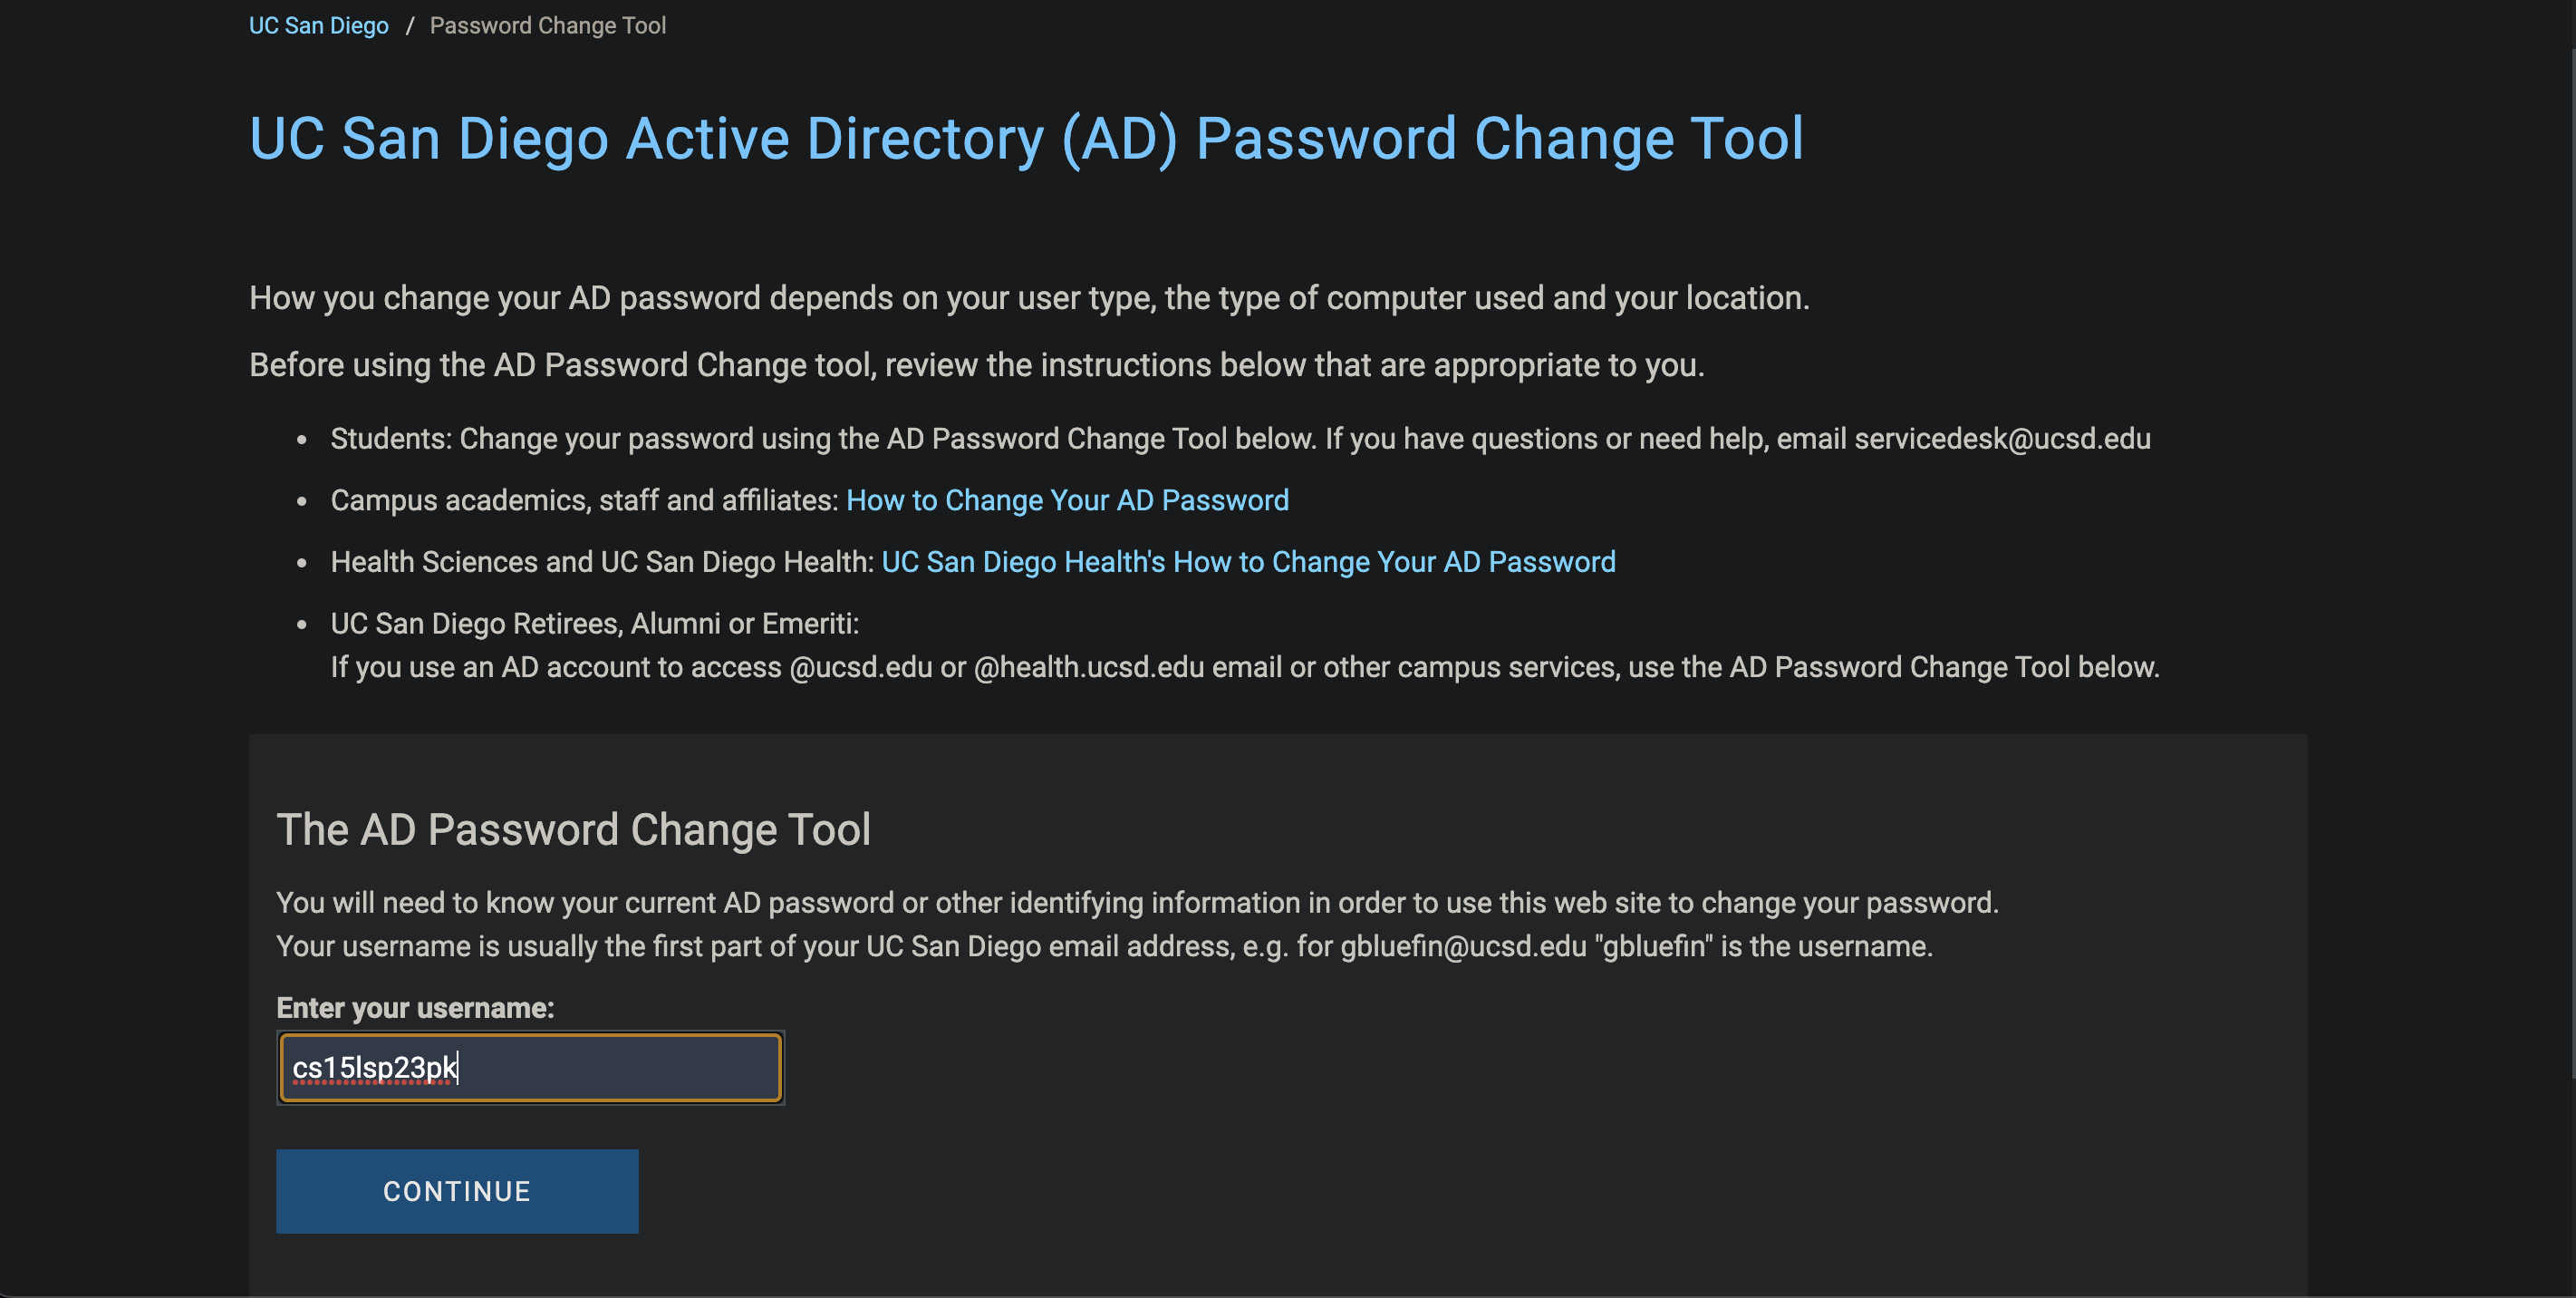 UC San Diego / Password Change Tool
UC San Diego Active Directory (AD) Password Change Tool
How you change your AD password depends on your user type, the type of computer used and your location.
Before using the AD Password Change tool, review the instructions below that are appropriate to you.
• Students: Change your password using the AD Password Change Tool below. If you have questions or need help, email servicedesk@ucsd.edu
• Campus academics, staff and affiliates: How to Change Your AD Password
• Health Sciences and UC San Diego Health: UC San Diego Health's How to Change Your AD Password
• UC San Diego Retirees, Alumni or Emeriti:
If you use an AD account to access @ucsd.edu or @health.ucsd.edu email or other campus services, use the AD Password Change Tool below.
The AD Password Change Tool
You will need to know your current AD password or other identifying information in order to use this web site to change your password.
Your username is usually the first part of your UC San Diego email address, e.g. for gbluefin@ucsd.edu "gbluefin" is the username.
Enter your username:
cs15lsp23pk
CONTINUE